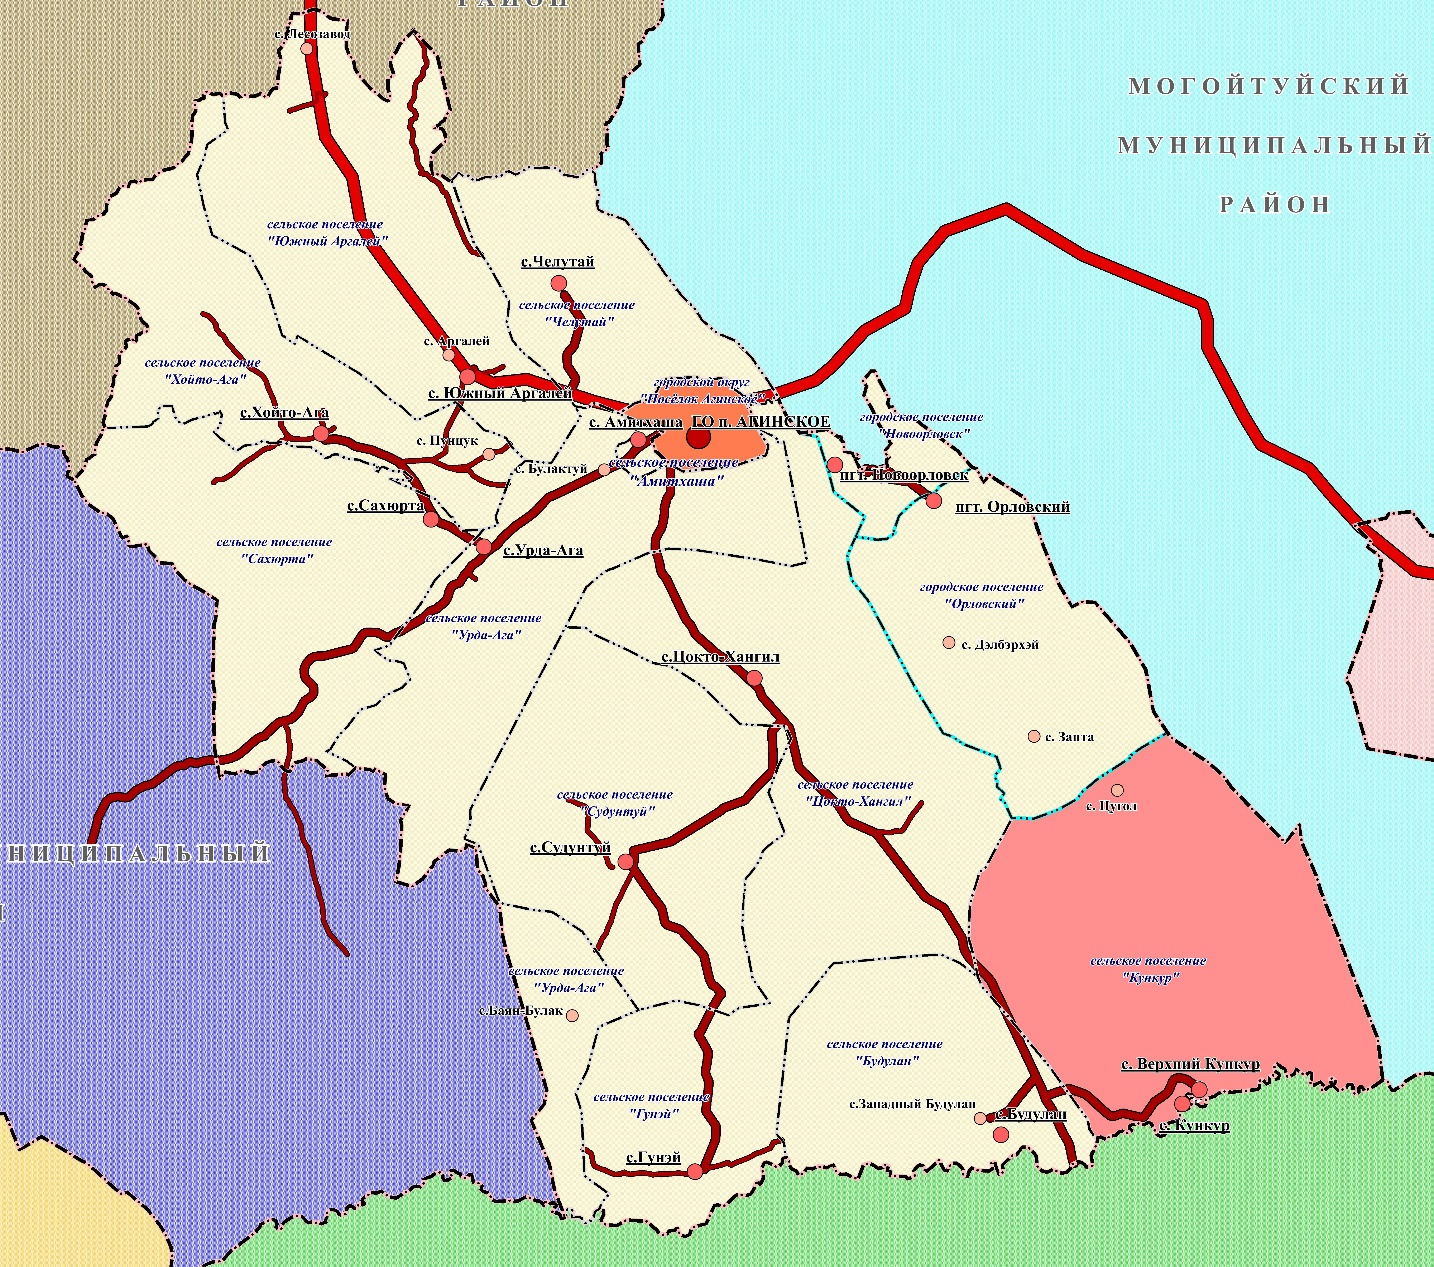 РАЙОН
с. Лесозавод
МОГОЙТУЙСКИЙ
МУНИЦИПАЛЬНЫЙ
РАЙОН
сельское поселение
"Южный Аргалей"
с.Челутай
сельское поселение
"Челутай"
с. Аргалей
сельское поселение
"Хойто-Ага"
с. Южный Аргалей
городской округ
"Посёлок Агинское"
с.Хойто-Ага
с. Амитхаша
ГО п. АГИНСКОЕ
городское поселение
"Новоорловск"
с. Пунцук
с. Булактуй
сельское поселение
"Амитхаша"
пгт. Новоорловск
с.Сахюрта
пгт. Орловский
сельское поселение
"Сахюрта"
с.Урда-Ага
городское поселение
"Орловский"
сельское поселение
"Урда-Ага"
с. Дэлбэрхэй
с.Цокто-Хангил
с. Запта
сельское поселение
"Судунтуй"
сельское поселение
"Цокто-Хангил"
с. Цугол
НИЦИПАЛЬНЫЙ
с.Судунтуй
сельское поселение
"Урда-Ага"
сельское поселение
"Кункур"
с.Баян-Булак
сельское поселение
"Будулан"
с. Верхний Кункур
сельское поселение
"Гунэй"
с.Западный Будулан
с.Будулан
с. Кункур
с.Гунэй